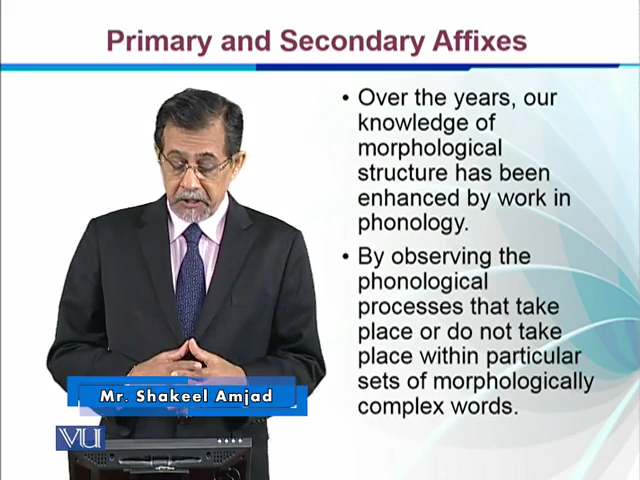 Primary and Secondary Affixes
• Over the years, our
knowledge of
morphological
structure has been
enhanced by work in
phonology.
• By observing the
phonological
processes that take
place or do not take
place within particular
sets of morphologically
complex words.
Mr. Shakeel Amjad
VU